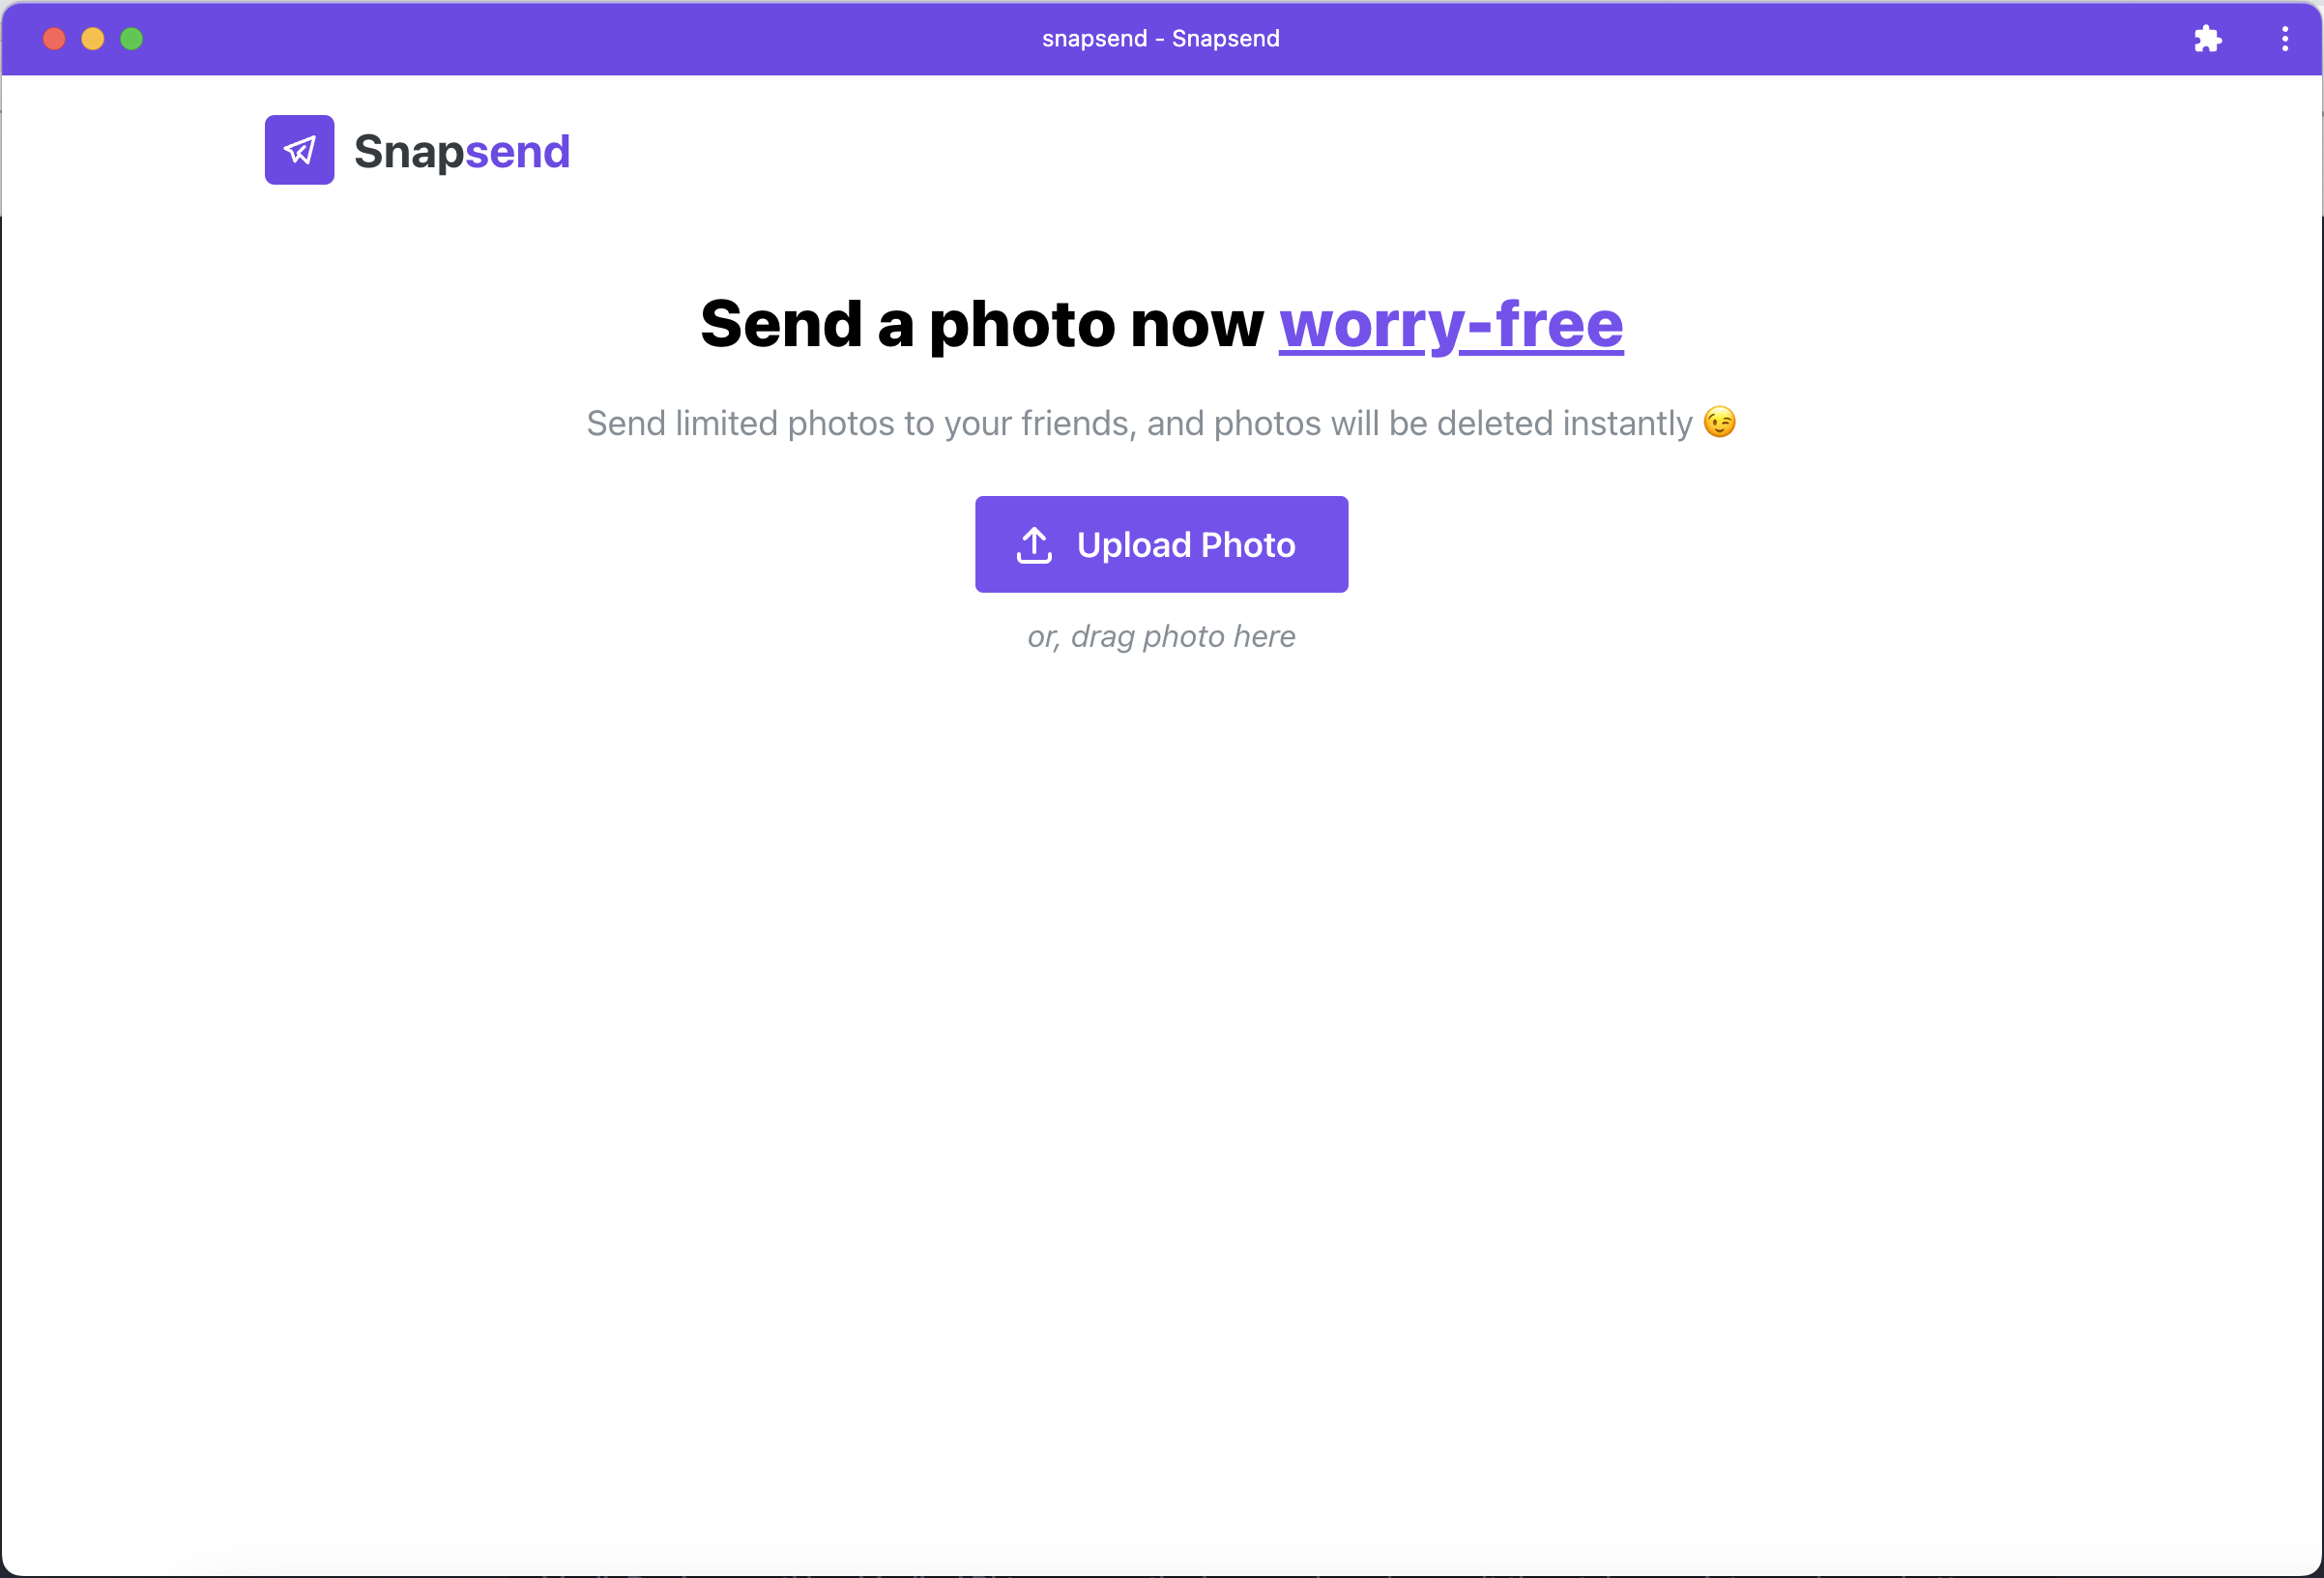 snapsend - Snapsend
Snapsend
Send a photo now worry-free
Send limited photos to your friends, and photos will be deleted instantly 😉
Upload Photo
or, drag photo here